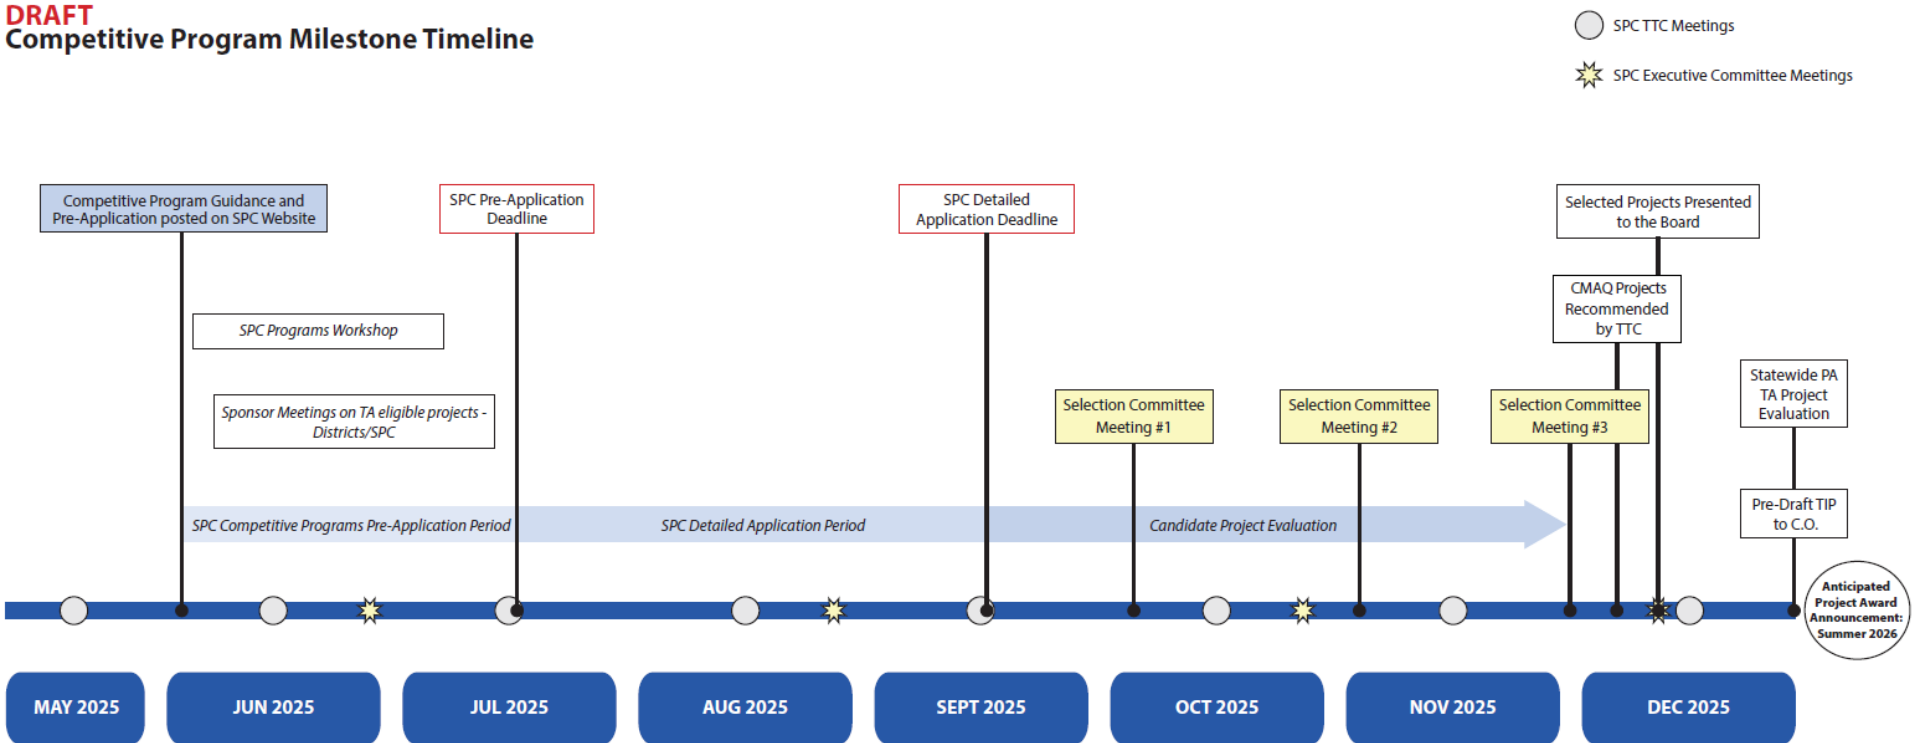 DRAFT
Competitive Program Milestone Timeline
SPC TTC Meetings
SPC Executive Committee Meetings
Competitive Program Guidance and
Pre-Application posted on SPC Website
SPC Pre-Application
Deadline
SPC Detailed
Application Deadline
Selected Projects Presented
to the Board
CMAQ Projects
Recommended
by TTC
SPC Programs Workshop
Sponsor Meetings on TA eligible projects -
Districts/SPC
Selection Committee
Meeting #1
Selection Committee
Meeting #2
Selection Committee
Meeting #3
Statewide PA
TA Project
Evaluation
Pre-Draft TIP
to C.O.
SPC Competitive Programs Pre-Application Period
SPC Detailed Application Period
Candidate Project Evaluation
Anticipated
Project Award
Announcement:
Summer 2026
MAY 2025
JUN 2025
JUL 2025
AUG 2025
SEPT 2025
OCT 2025
NOV 2025
DEC 2025